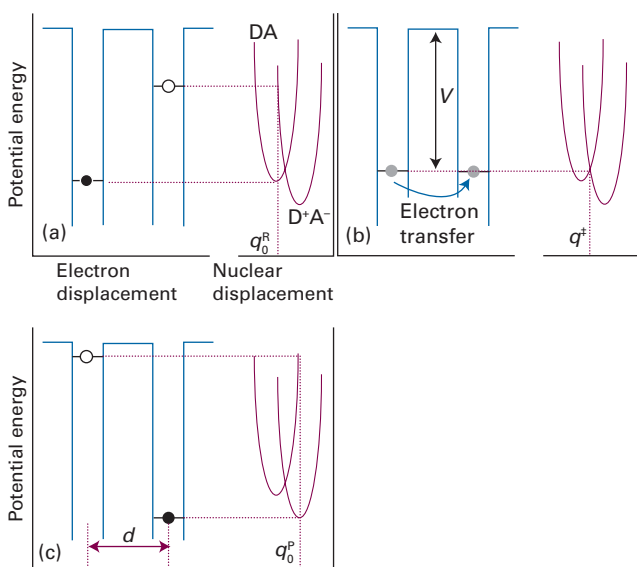 DA
V
Potential energy
(a)
D⁺A⁻
q₀ᴿ
Electron
displacement
Nuclear
displacement
(b)
Electron
transfer
q‡
Potential energy
(c)
d
q₀ᴾ